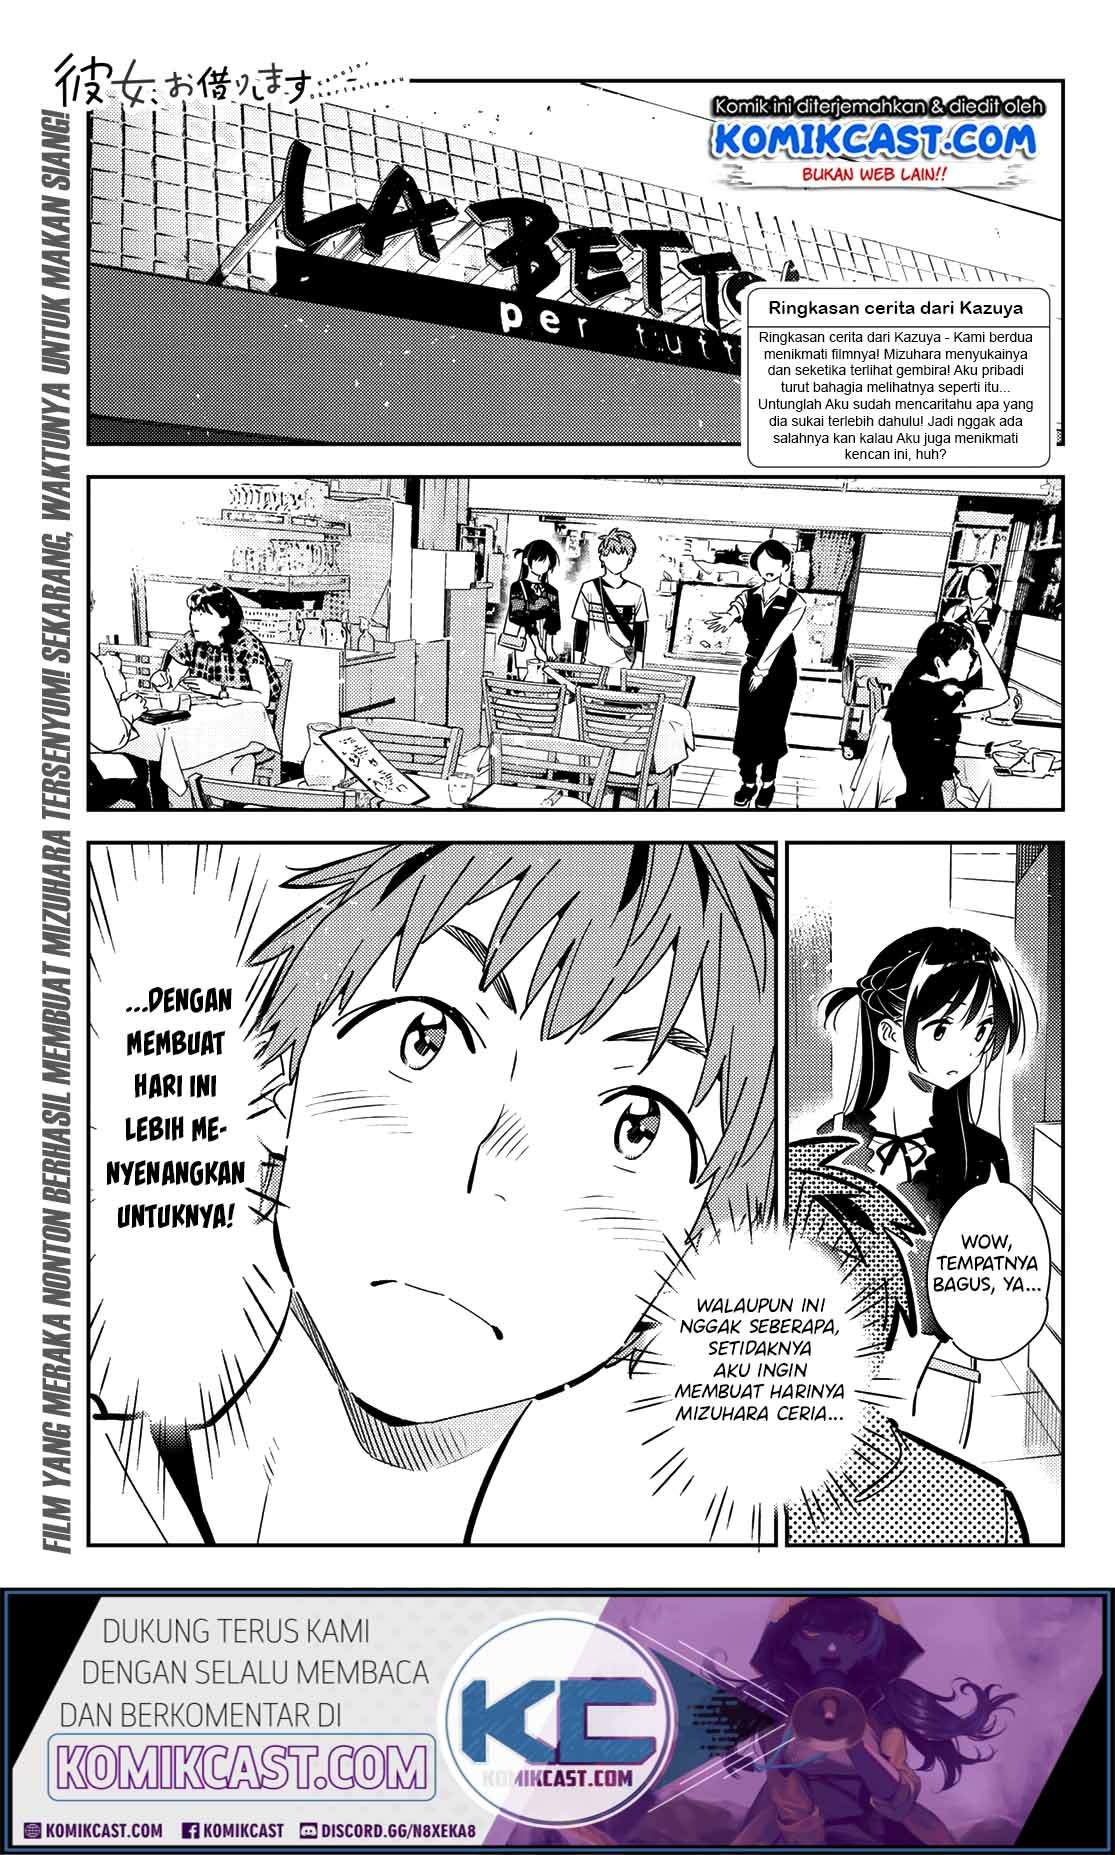 彼女、お借りします
Komik ini diterjemahkan & diedit oleh
KOMIKCAST.COM
BUKAN WEB LAIN!!
FILM YANG MERAKA NONTON BERHASIL MEMBUAT MIZUHARA TERSENYUM! SEKARANG, WAKTUNYA UNTUK MAKAN SIANG!
LA BETTO
per tutt
Ringkasan cerita dari Kazuya
Ringkasan cerita dari Kazuya - Kami berdua
menikmati filmnya! Mizuhara menyukainya
dan seketika terlihat gembira! Aku pribadi
turut bahagia melihatnya seperti itu...
Untunglah Aku sudah mencaritahu apa yang
dia sukai terlebih dahulu! Jadi nggak ada
salahnya kan kalau Aku juga menikmati
kencan ini, huh?
WOW,
TEMPATNYA
BAGUS, YA...
WALAUPUN INI
NGGAK SEBERAPA,
SETIDAKNYA
AKU INGIN
MEMBUAT HARINYA
MIZUHARA CERIA...
...DENGAN
MEMBUAT
HARI INI
LEBIH ME-
NYENANGKAN
UNTUKNYA!
DUKUNG TERUS KAMI
DENGAN SELALU MEMBACA
DAN BERKOMENTAR DI
KOMIKCAST.COM
KOMIKCAST.COM
KOMIKCAST
DISCORD.GG/N8XEKA8
KC
KOMIKCAST.COM